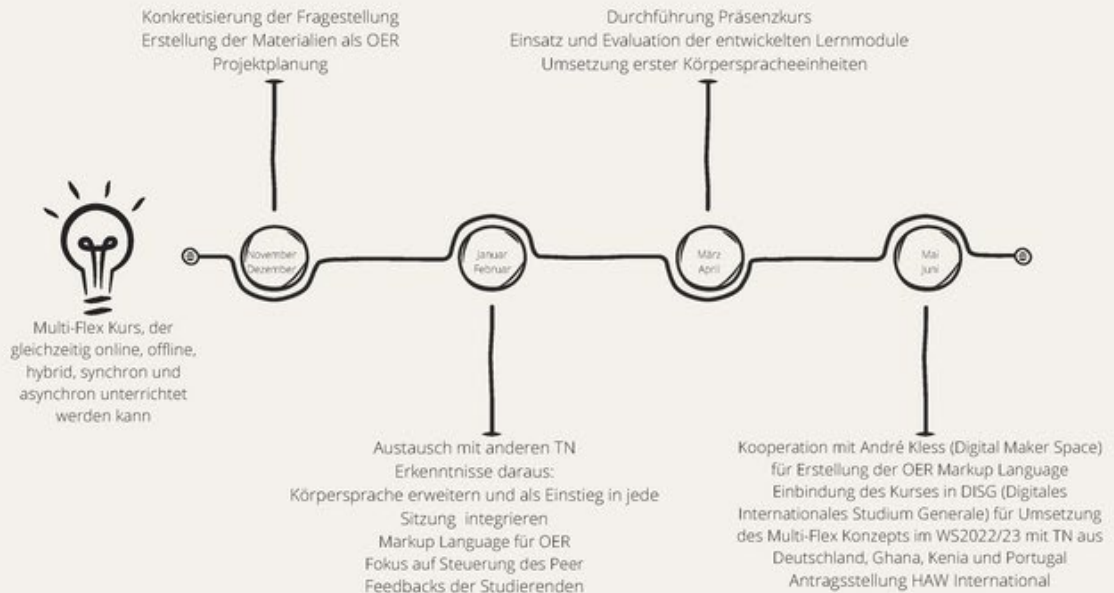 Konkretisierung der Fragestellung
Erstellung der Materialien als OER
Projektplanung
Durchführung Präsenzkurs
Einsatz und Evaluation der entwickelten Lernmodule
Umsetzung erster Körperspracheeinheiten
November
Dezember
Januar
Februar
März
April
Mai
Juni
Multi-Flex Kurs, der
gleichzeitig online, offline,
hybrid, synchron und
asynchron unterrichtet
werden kann
Austausch mit anderen TN
Erkenntnisse daraus:
Körpersprache erweitern und als Einstieg in jede
Sitzung integrieren
Markup Language für OER
Fokus auf Steuerung des Peer
Feedbacks der Studierenden
Kooperation mit André Kless (Digital Maker Space)
für Erstellung der OER Markup Language
Einbindung des Kurses in DISG (Digitales
Internationales Studium Generale) für Umsetzung
des Multi-Flex Konzepts im WS2022/23 mit TN aus
Deutschland, Ghana, Kenia und Portugal
Antragsstellung HAW International